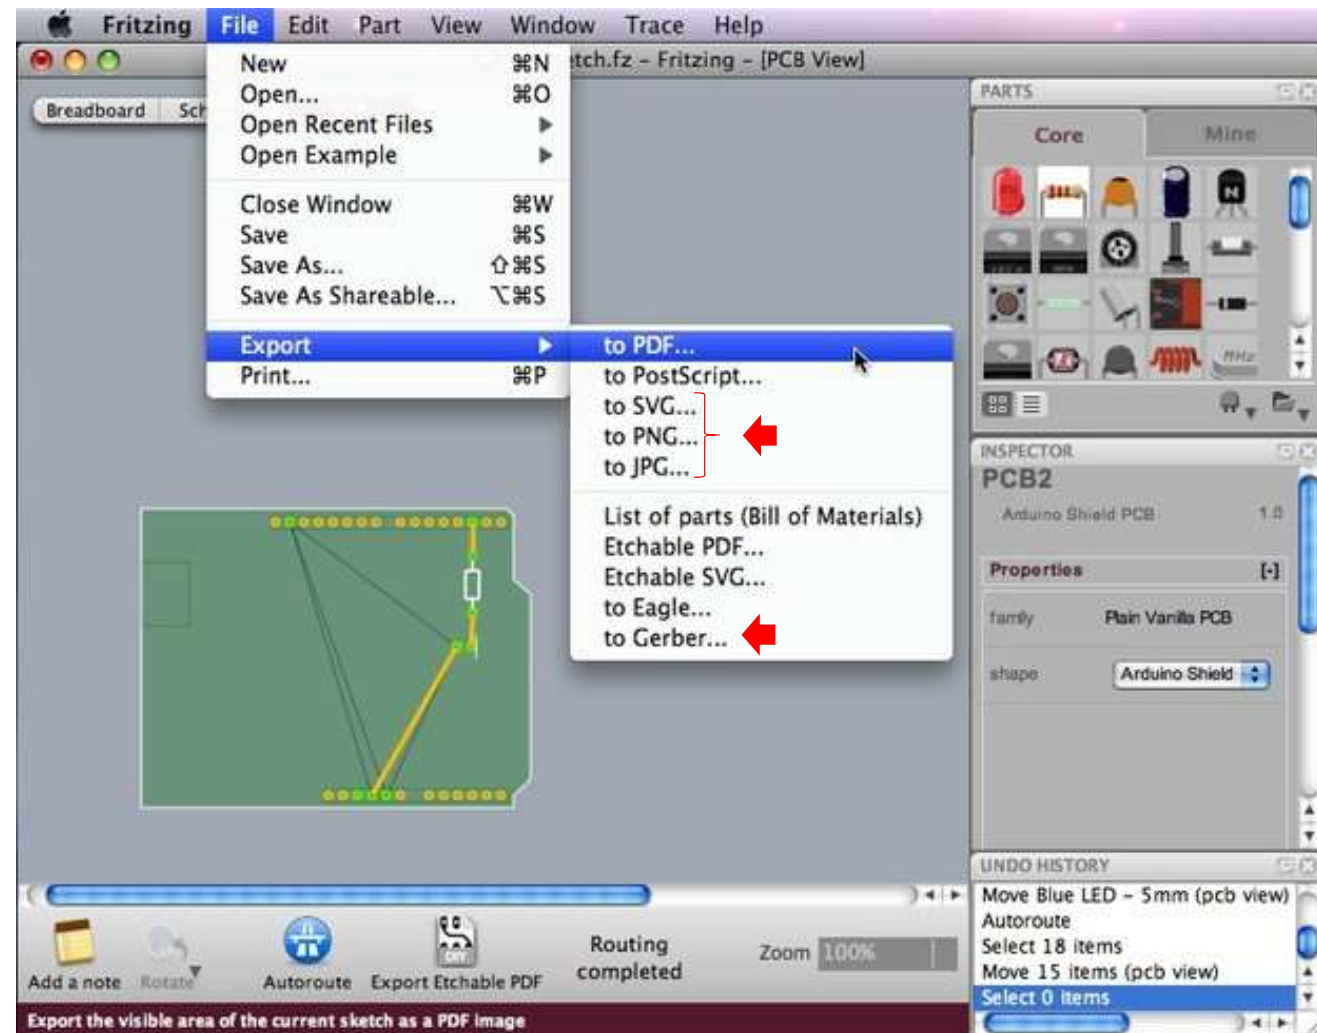 Fritzing File Edit Part View Window Trace Help
tch.fz - Fritzing - [PCB View]
Breadboard Sch
New ⌘N
Open... ⌘O
Open Recent Files ▶
Open Example ▶
Close Window ⌘W
Save ⌘S
Save As... ⇧⌘S
Save As Shareable... ⌥⌘S
Export ▶
Print... ⌘P
to PDF...
to PostScript...
to SVG...
to PNG...
to JPG...
List of parts (Bill of Materials)
Etchable PDF...
Etchable SVG...
to Eagle...
to Gerber...
PARTS
Core Mine
N
MHz
INSPECTOR
PCB2
Arduino Shield PCB 1.0
Properties [-]
family Plain Vanilla PCB
shape Arduino Shield
UNDO HISTORY
Move Blue LED - 5mm (pcb view)
Autoroute
Select 18 items
Move 15 items (pcb view)
Select 0 items
Add a note
Rotate
Autoroute
DIY
Export Etchable PDF
Routing
completed
Zoom 100%
Export the visible area of the current sketch as a PDF image